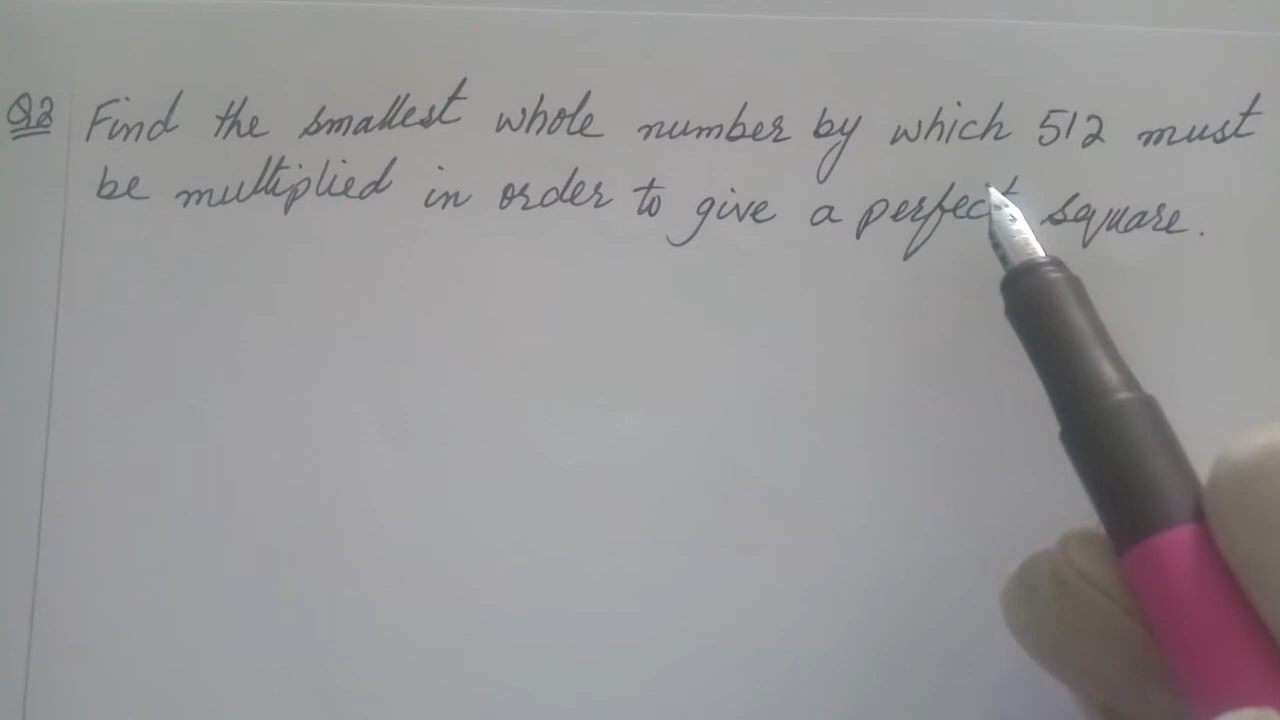 Q2 Find the smallest whole number by which 512 must
be multiplied in order to give a perfect square.